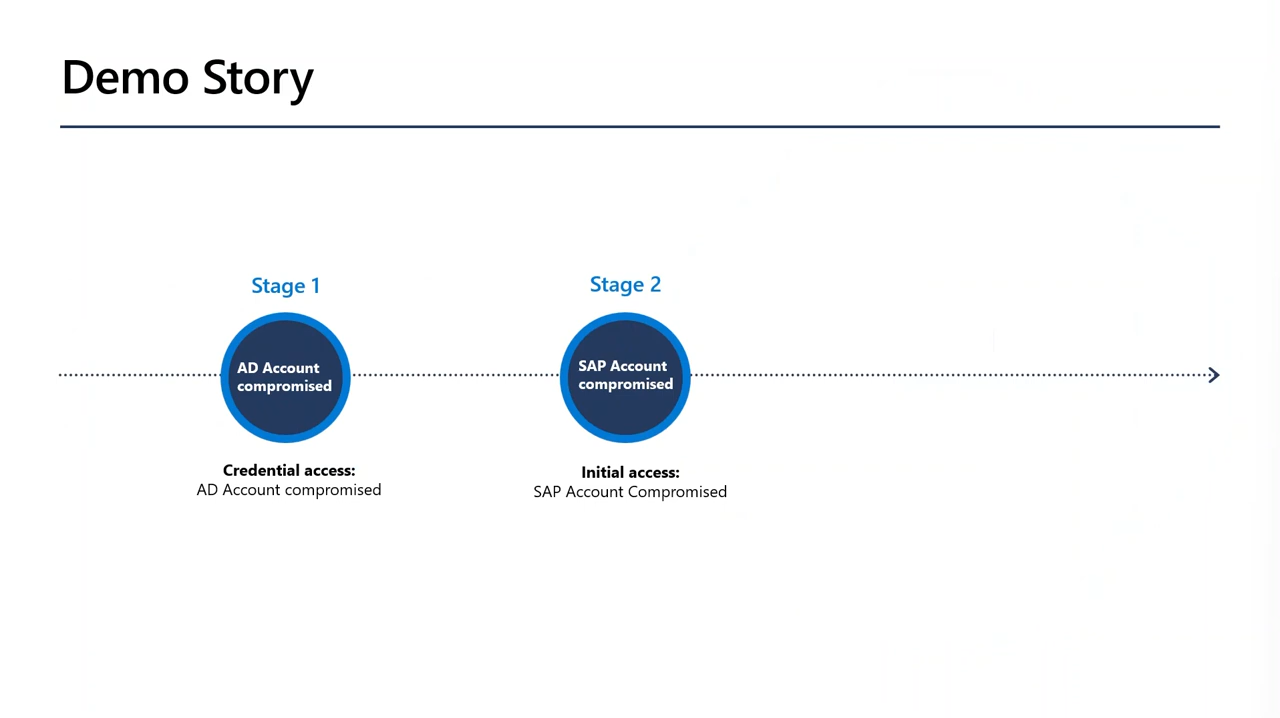 Demo Story
Stage 1
AD Account
compromised
Credential access:
AD Account compromised
Stage 2
SAP Account
compromised
Initial access:
SAP Account Compromised